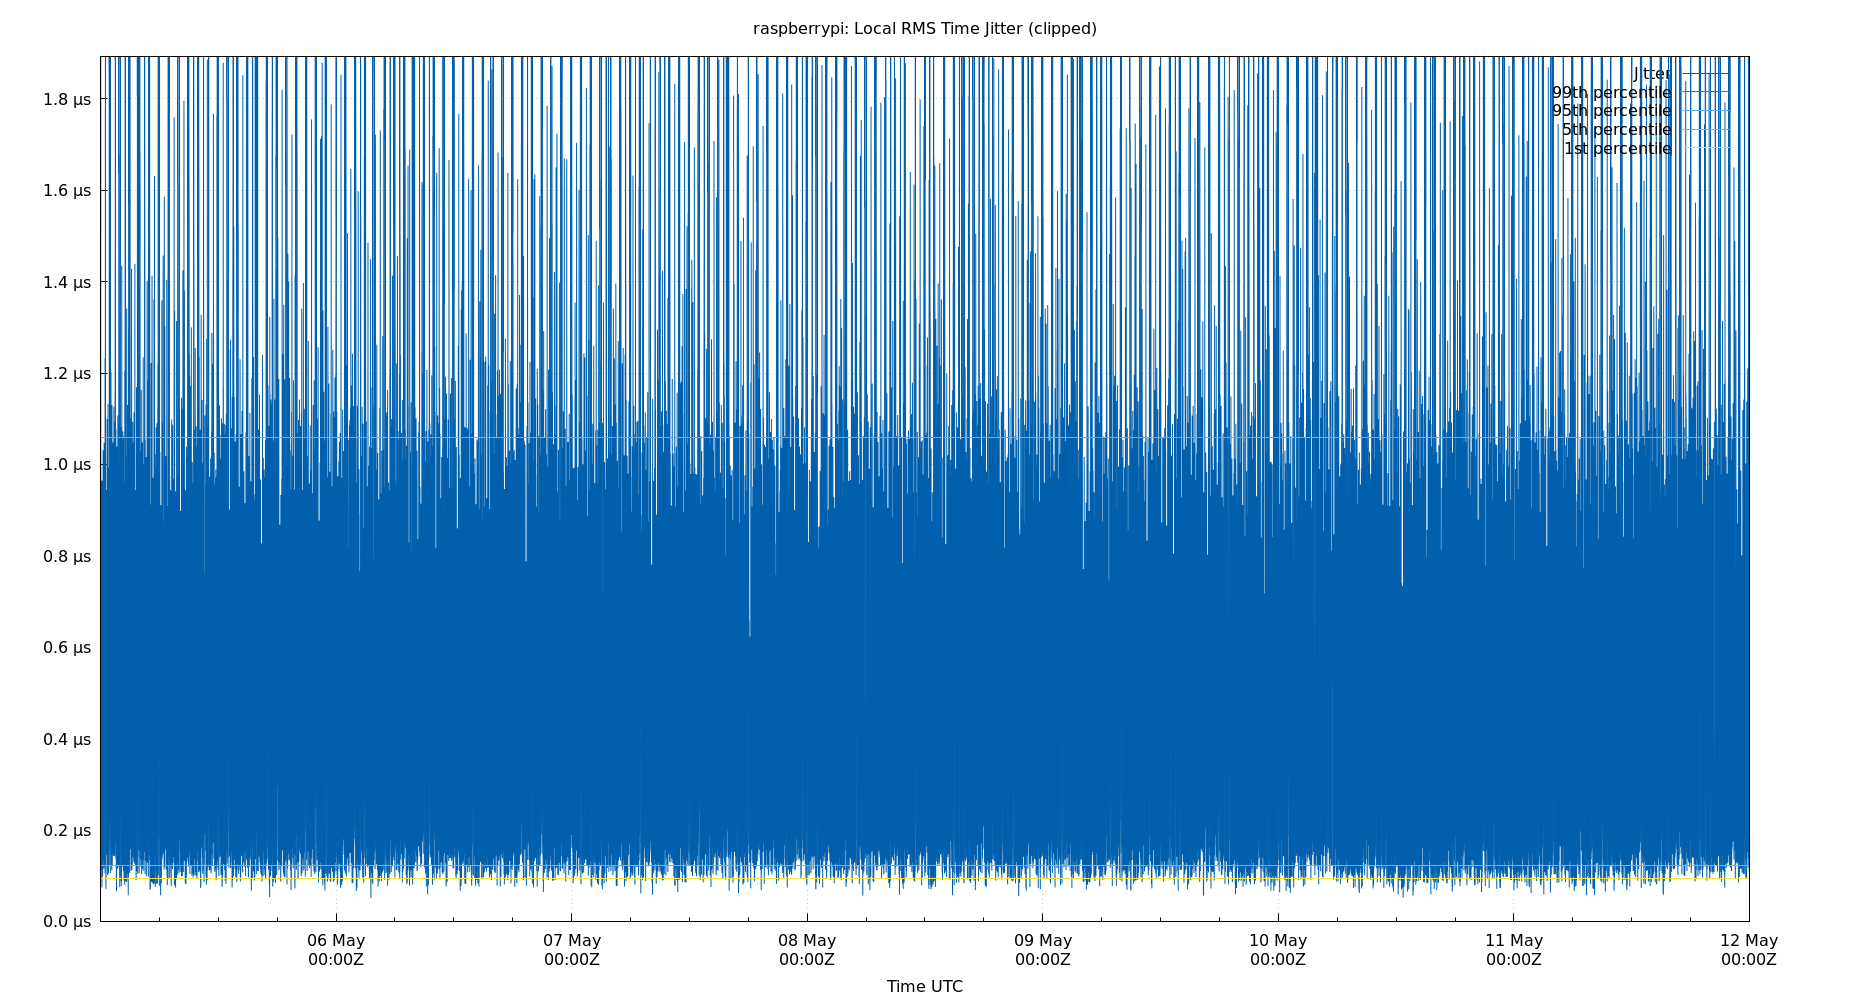 raspberrypi: Local RMS Time Jitter (clipped)
Jitter
99th percentile
95th percentile
5th percentile
1st percentile
1.8 μs
1.6 μs
1.4 μs
1.2 μs
1.0 μs
0.8 μs
0.6 μs
0.4 μs
0.2 μs
0.0 μs
06 May 07 May 08 May 09 May 10 May 11 May 12 May
00:00Z 00:00Z 00:00Z 00:00Z 00:00Z 00:00Z 00:00Z
Time UTC